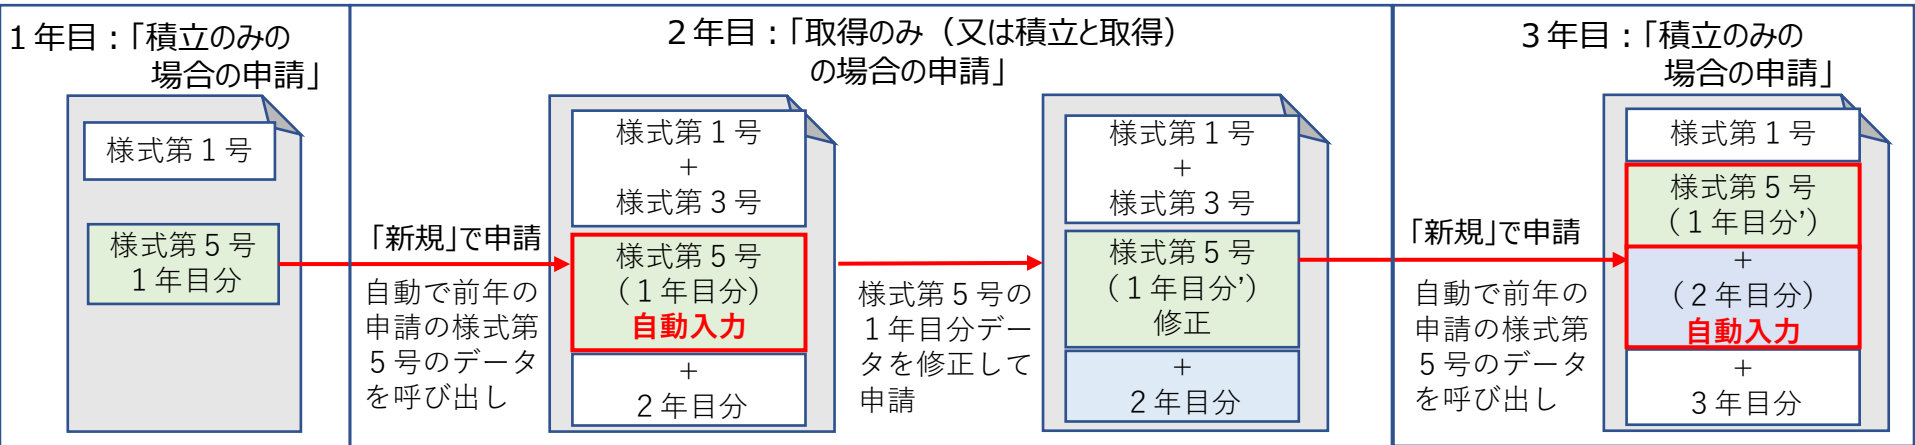 1年目：「積立のみの
場合の申請」
様式第１号
様式第５号
１年目分
2年目：「取得のみ（又は積立と取得）
の場合の申請」
「新規」で申請
自動で前年の
申請の様式第
５号のデータ
を呼び出し
様式第１号
+
様式第３号
様式第５号
（１年目分）
自動入力
+
２年目分
様式第５号の
１年目分デー
タを修正して
申請
様式第１号
+
様式第３号
様式第５号
（１年目分’）
修正
+
２年目分
3年目：「積立のみの
場合の申請」
「新規」で申請
自動で前年の
申請の様式第
５号のデータ
を呼び出し
様式第１号
様式第５号
（１年目分’）
+
（２年目分）
自動入力
+
３年目分